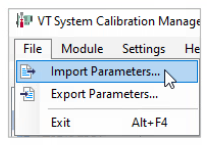 VT System Calibration Manage
File Module Settings He
Import Parameters...
Export Parameters...
Exit Alt+F4